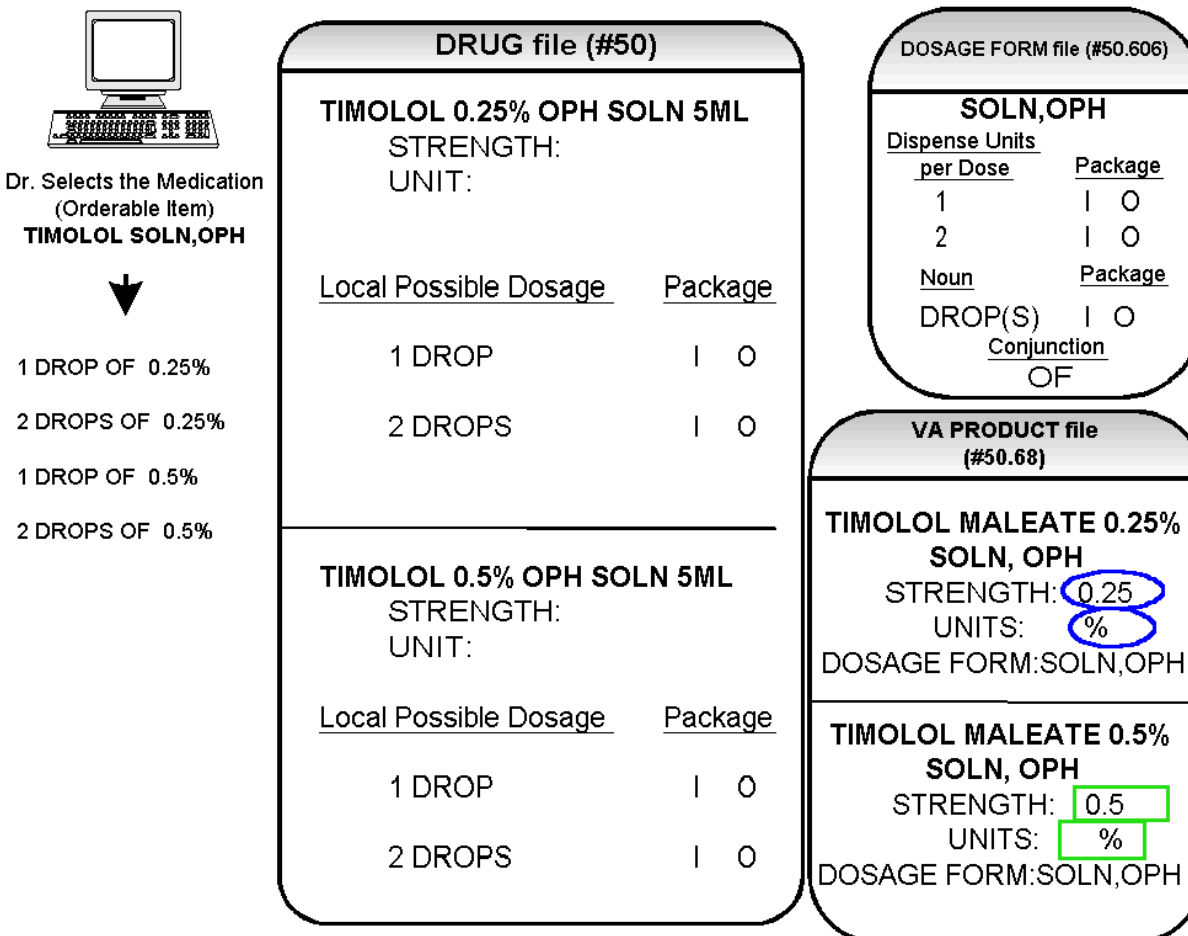 Dr. Selects the Medication
(Orderable Item)
TIMOLOL SOLN,OPH
1 DROP OF 0.25%
2 DROPS OF 0.25%
1 DROP OF 0.5%
2 DROPS OF 0.5%
DRUG file (#50)
TIMOLOL 0.25% OPH SOLN 5ML
STRENGTH:
UNIT:
Local Possible Dosage Package
1 DROP I O
2 DROPS I O
TIMOLOL 0.5% OPH SOLN 5ML
STRENGTH:
UNIT:
Local Possible Dosage Package
1 DROP I O
2 DROPS I O
DOSAGE FORM file (#50.606)
SOLN,OPH
Dispense Units
per Dose Package
1 I O
2 I O
Noun Package
DROP(S) I O
Conjunction
OF
VA PRODUCT file
(#50.68)
TIMOLOL MALEATE 0.25%
SOLN, OPH
STRENGTH: 0.25
UNITS: %
DOSAGE FORM:SOLN,OPH
TIMOLOL MALEATE 0.5%
SOLN, OPH
STRENGTH: 0.5
UNITS: %
DOSAGE FORM:SOLN,OPH